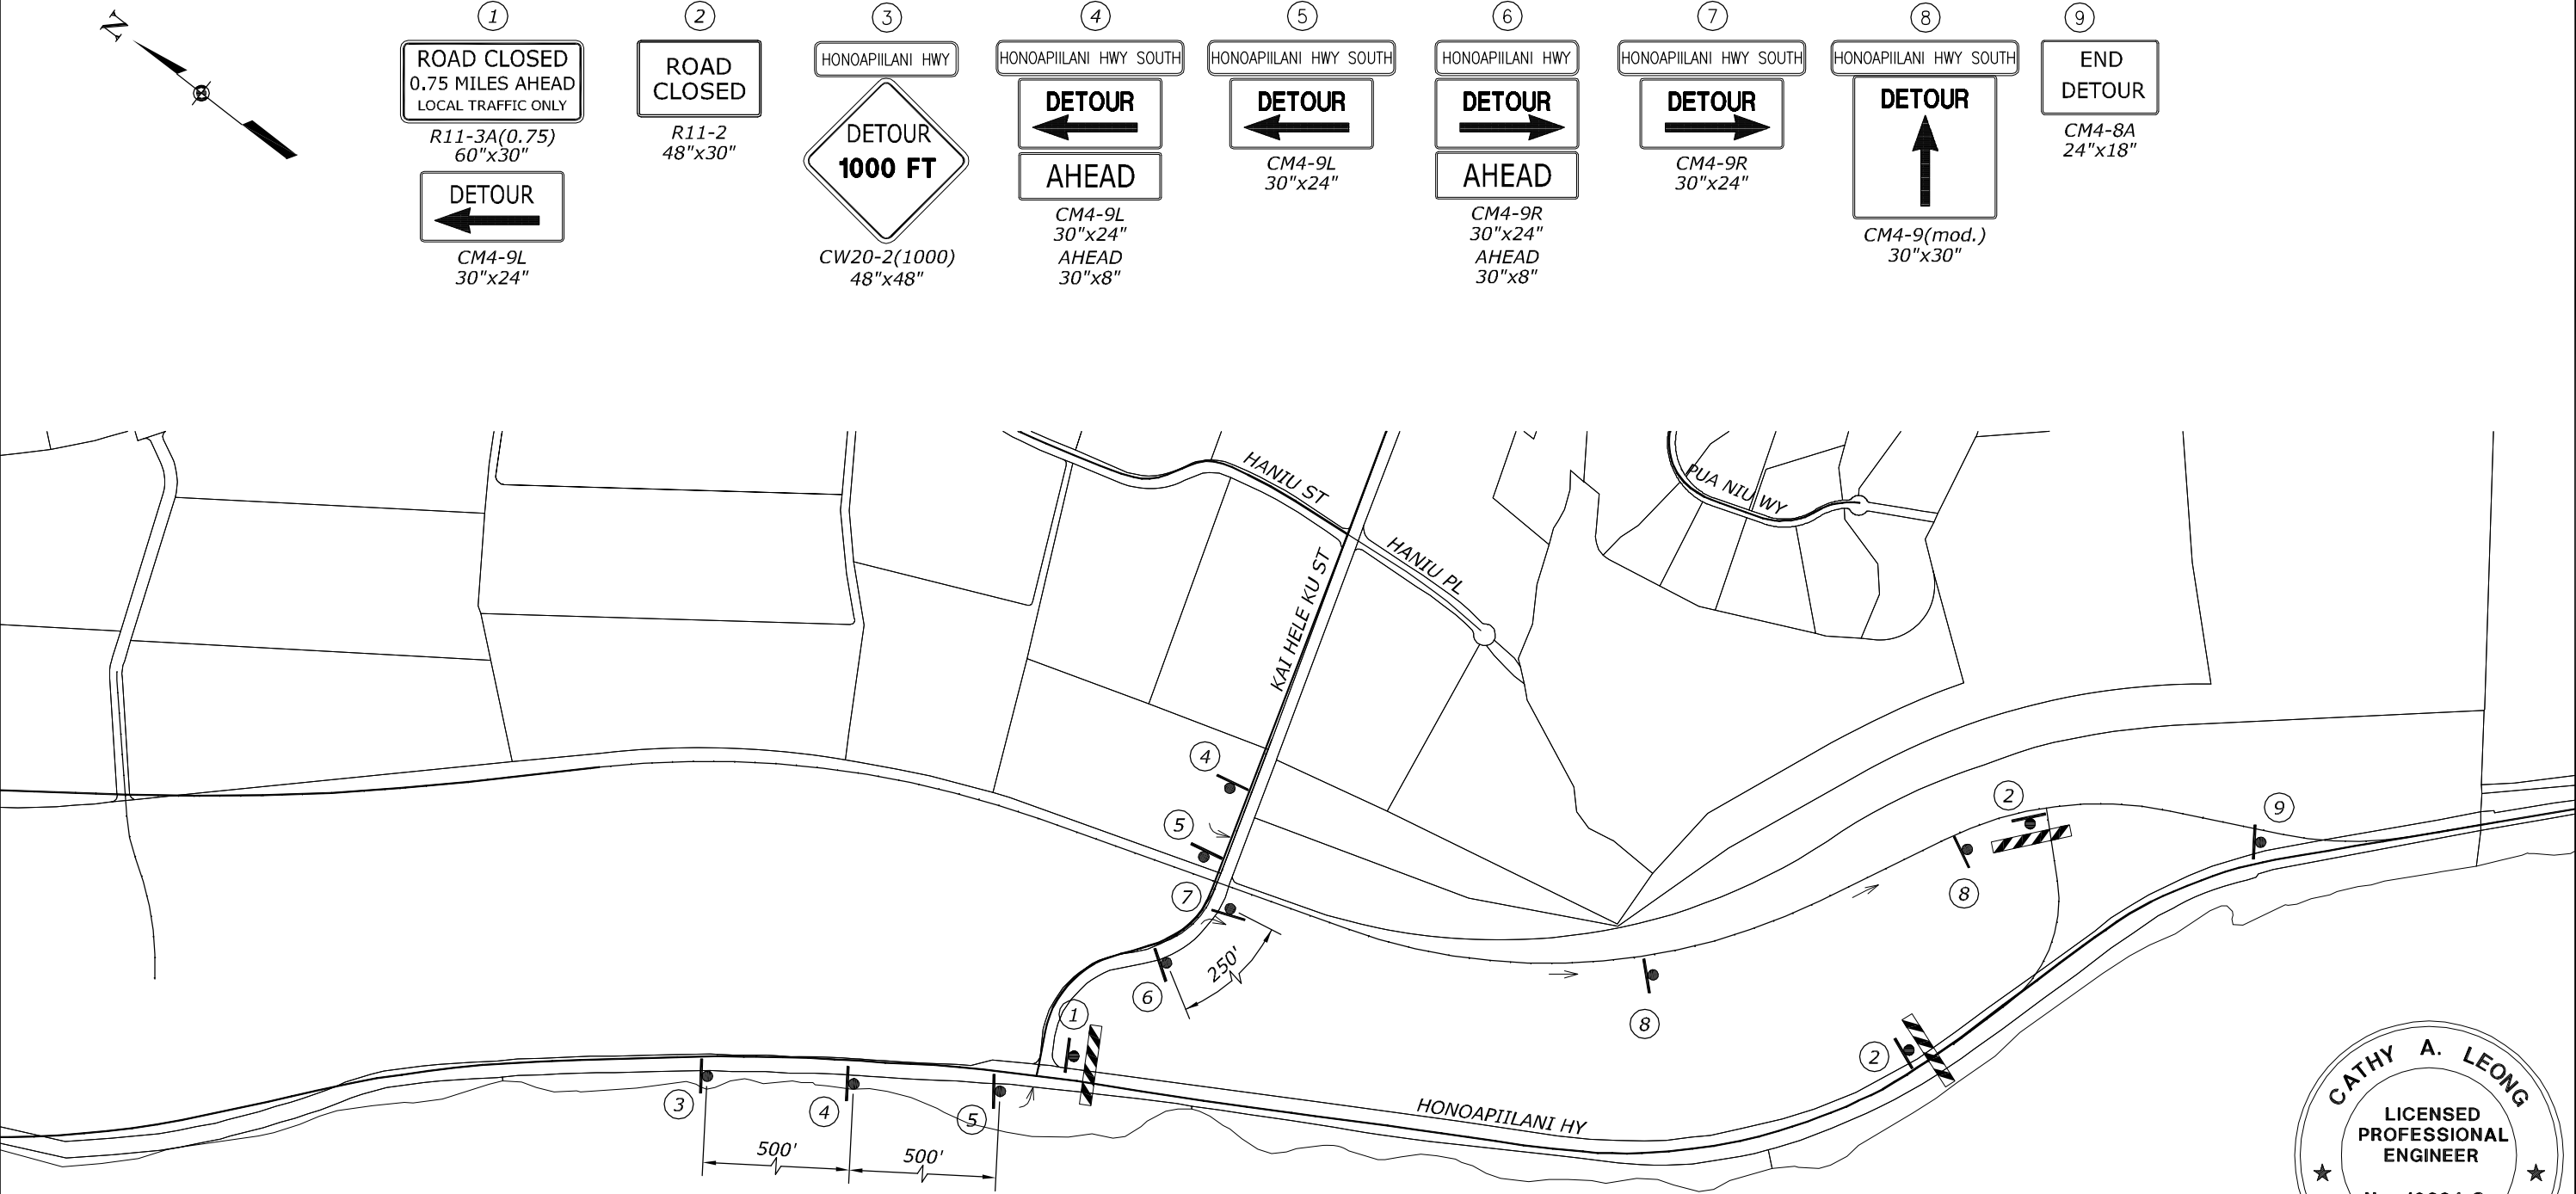 N
1
ROAD CLOSED
0.75 MILES AHEAD
LOCAL TRAFFIC ONLY
R11-3A(0.75)
60"x30"
DETOUR
CM4-9L
30"x24"
2
ROAD
CLOSED
R11-2
48"x30"
3
HONOAPIILANI HWY
DETOUR
1000 FT
CW20-2(1000)
48"x48"
4
HONOAPIILANI HWY SOUTH
DETOUR
AHEAD
CM4-9L
30"x24"
AHEAD
30"x8"
5
HONOAPIILANI HWY SOUTH
DETOUR
CM4-9L
30"x24"
6
HONOAPIILANI HWY
DETOUR
AHEAD
CM4-9R
30"x24"
AHEAD
30"x8"
7
HONOAPIILANI HWY SOUTH
DETOUR
CM4-9R
30"x24"
8
HONOAPIILANI HWY SOUTH
DETOUR
CM4-9(mod.)
30"x30"
9
END
DETOUR
CM4-8A
24"x18"
HANIU ST
HANIU PL
PUA NIU WY
KAI HELE KU ST
4
5
7
6
250'
1
2
8
9
8
2
3
4
5
500'
500'
HONOAPIILANI HY
CATHY A. LEONG
LICENSED
PROFESSIONAL
ENGINEER